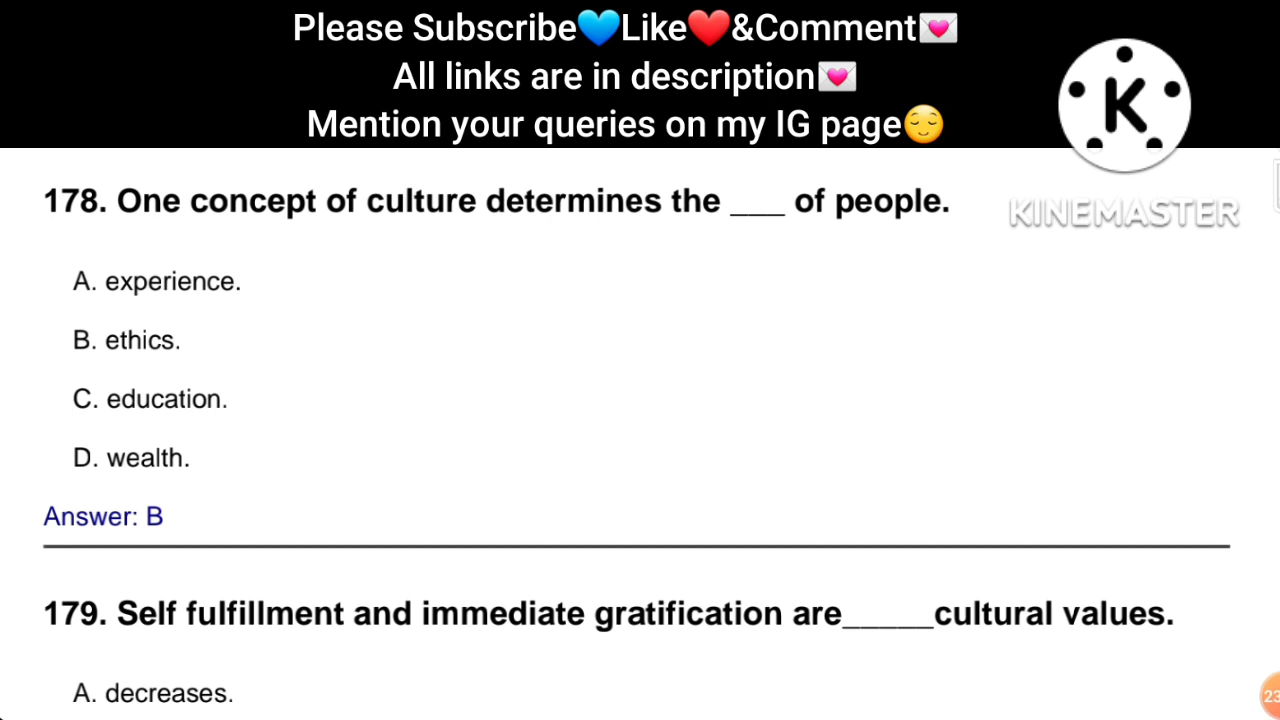 Please Subscribe💙Like❤️&Comment💌
All links are in description💌
Mention your queries on my IG page😌
K
KINEMASTER
178. One concept of culture determines the ___ of people.
A. experience.
B. ethics.
C. education.
D. wealth.
Answer: B
179. Self fulfillment and immediate gratification are_____cultural values.
A. decreases.
23